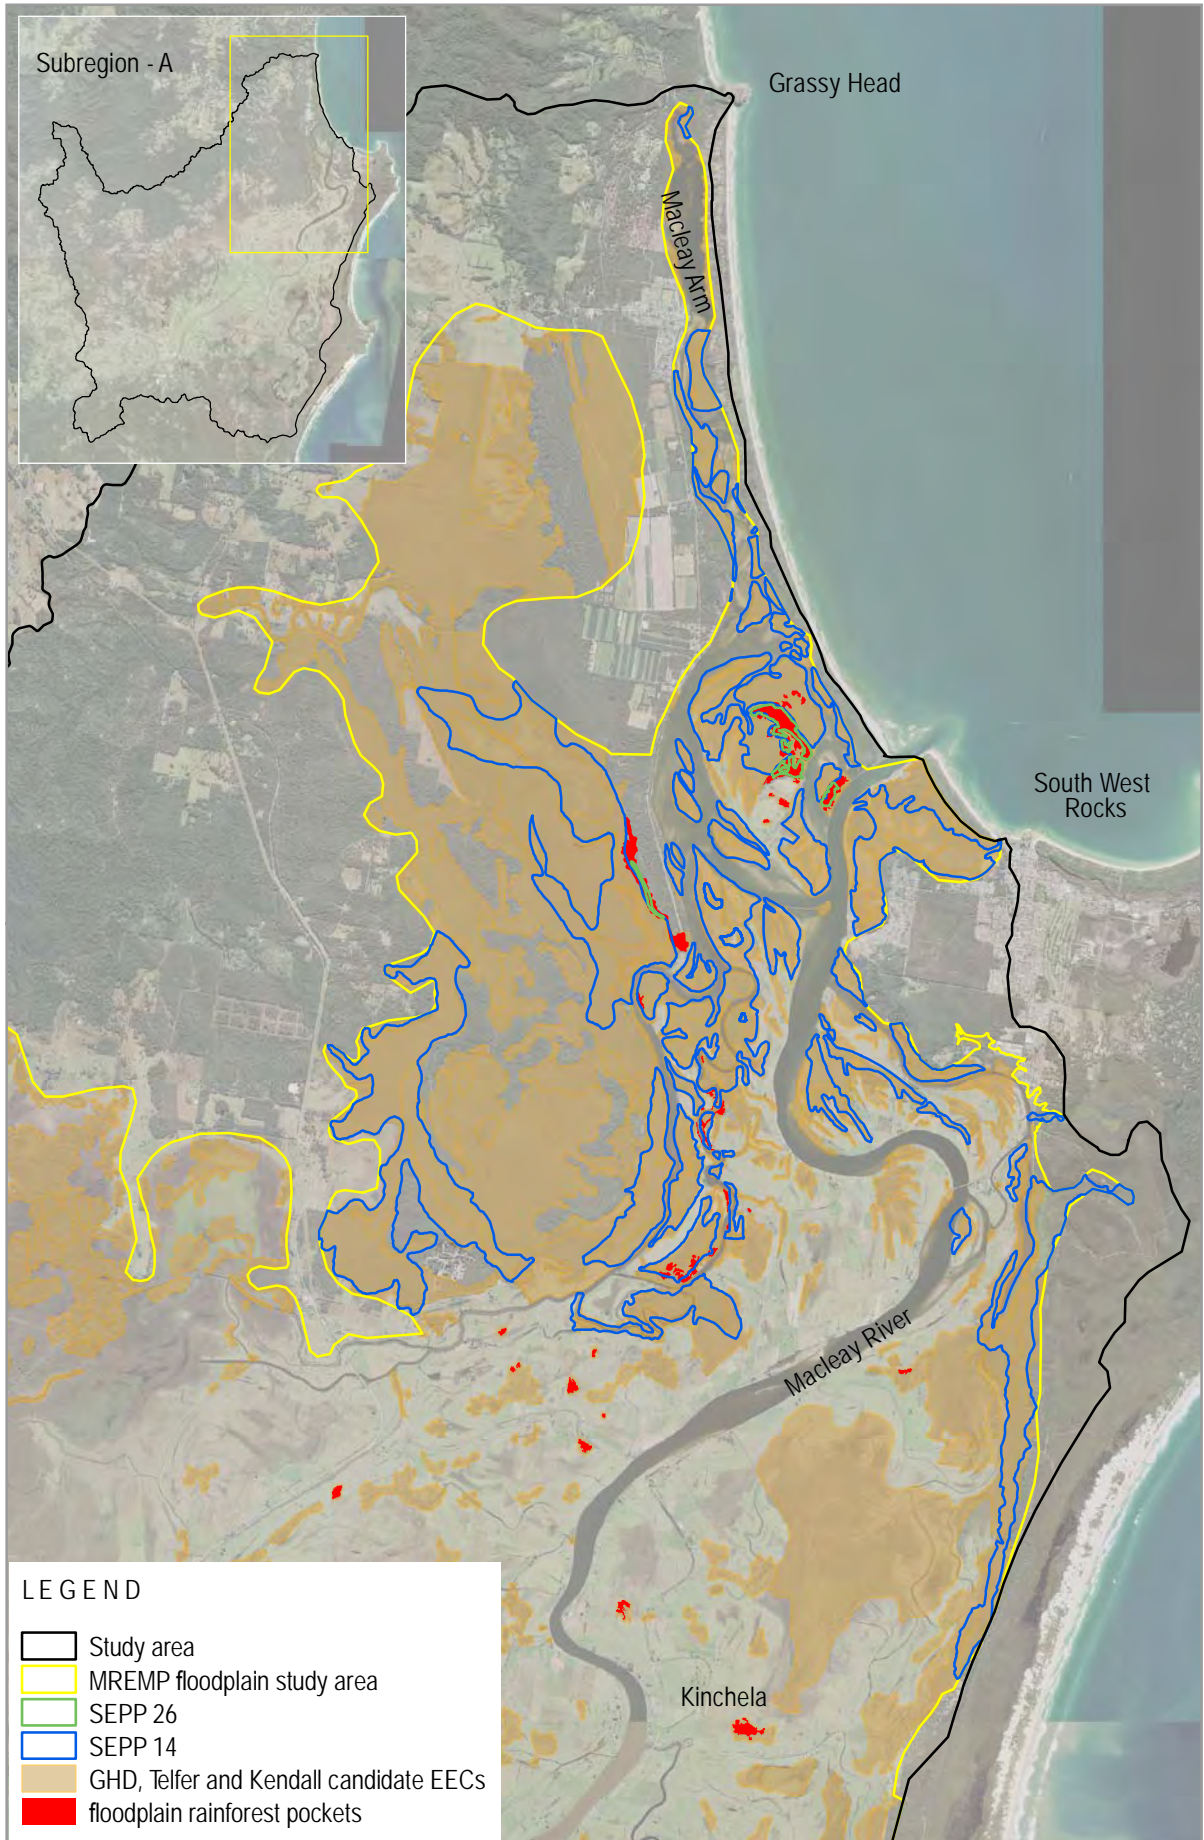 Subregion - A
Grassy Head
Macleay Arm
South West
Rocks
Macleay River
Kinchela
LEGEND
Study area
MREMP floodplain study area
SEPP 26
SEPP 14
GHD, Telfer and Kendall candidate EECs
floodplain rainforest pockets